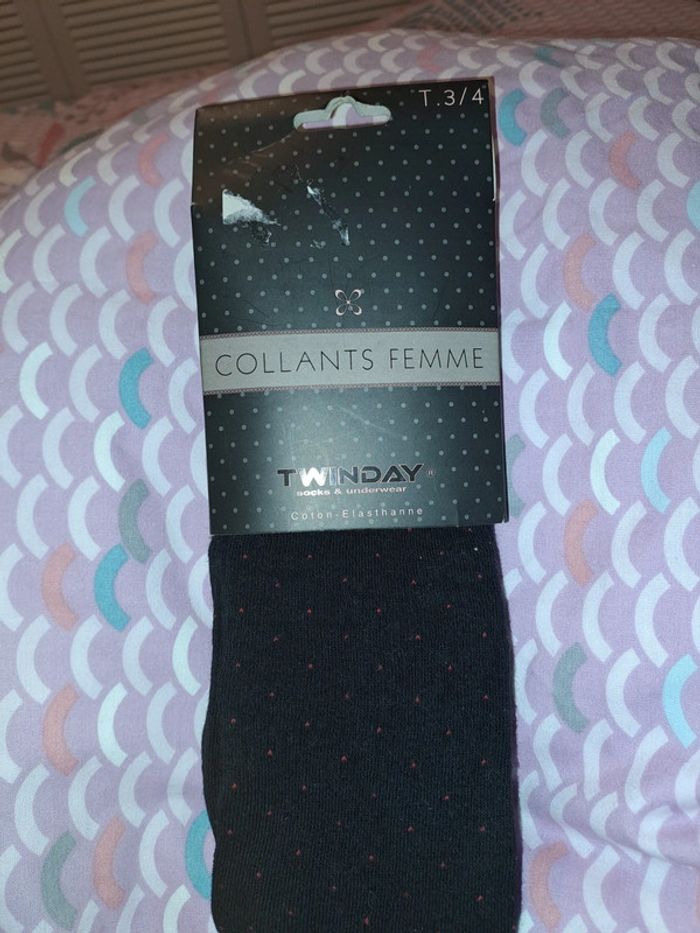 T.3/4
COLLANTS FEMME
TWINDAY®
socks & underwear
Coton-Elasthanne